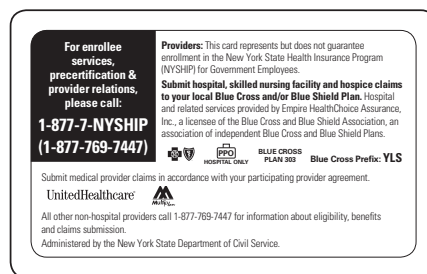 For enrollee
services,
precertification &
provider relations,
please call:
1-877-7-NYSHIP
(1-877-769-7447)
Providers: This card represents but does not guarantee
enrollment in the New York State Health Insurance Program
(NYSHIP) for Government Employees.
Submit hospital, skilled nursing facility and hospice claims
to your local Blue Cross and/or Blue Shield Plan. Hospital
and related services provided by Empire HealthChoice Assurance,
Inc., a licensee of the Blue Cross and Blue Shield Association, an
association of independent Blue Cross and Blue Shield Plans.
PPO
HOSPITAL ONLY
BLUE CROSS
PLAN 303
Blue Cross Prefix: YLS
Submit medical provider claims in accordance with your participating provider agreement.
UnitedHealthcare
MultiPlan
All other non-hospital providers call 1-877-769-7447 for information about eligibility, benefits
and claims submission.
Administered by the New York State Department of Civil Service.